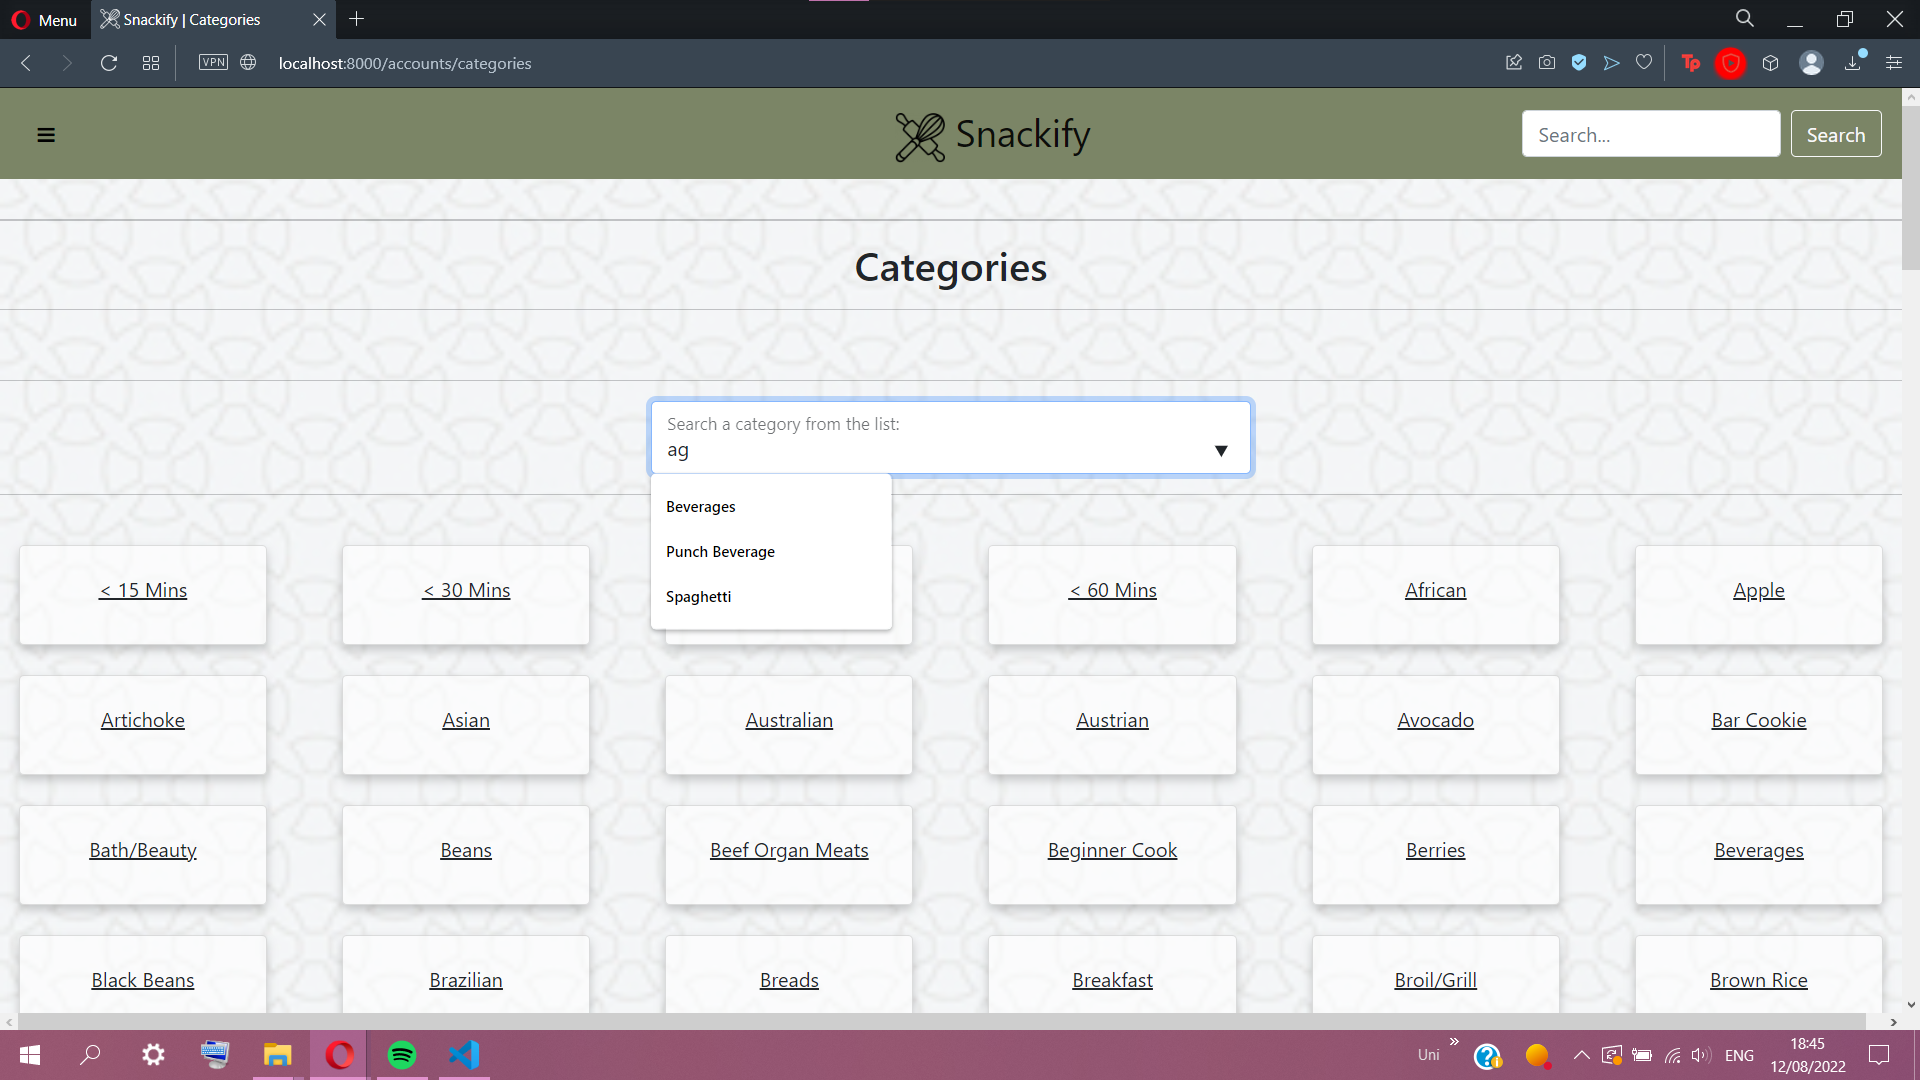 Menu
Snackify | Categories
VPN
localhost:8000/accounts/categories
Tp
Snackify
Search...
Search
Categories
Search a category from the list:
ag
Beverages
Punch Beverage
Spaghetti
< 15 Mins
< 30 Mins
< 60 Mins
African
Apple
Artichoke
Asian
Australian
Austrian
Avocado
Bar Cookie
Bath/Beauty
Beans
Beef Organ Meats
Beginner Cook
Berries
Beverages
Black Beans
Brazilian
Breads
Breakfast
Broil/Grill
Brown Rice
Uni
ENG
18:45
12/08/2022